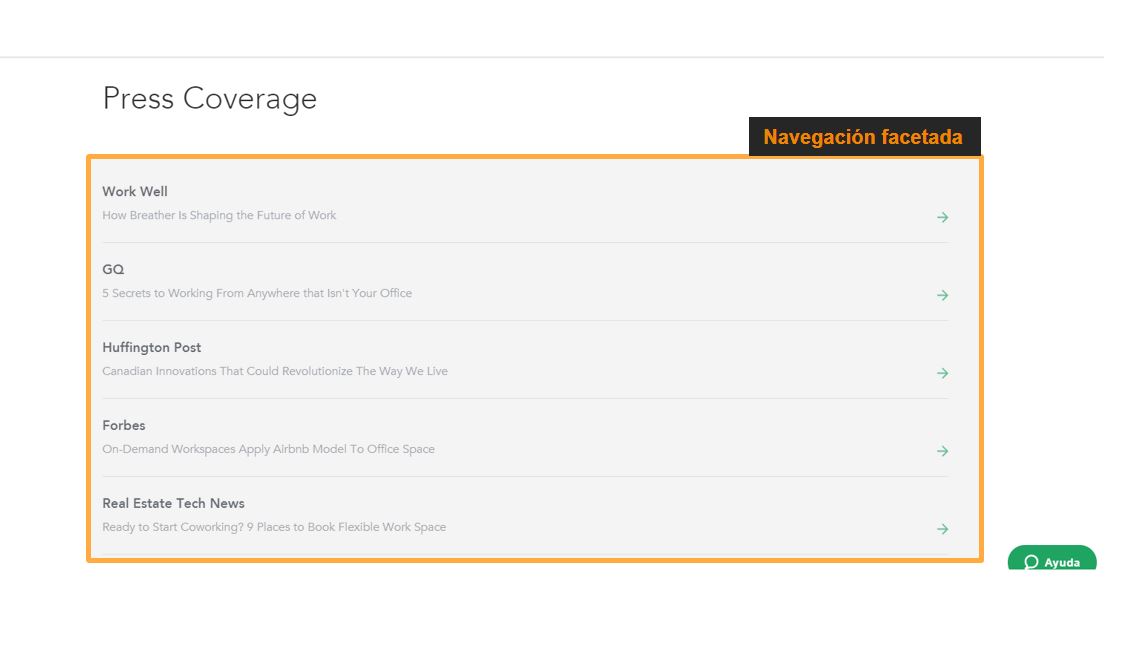 Press Coverage
Navegación facetada
Work Well
How Breather Is Shaping the Future of Work
GQ
5 Secrets to Working From Anywhere that Isn't Your Office
Huffington Post
Canadian Innovations That Could Revolutionize The Way We Live
Forbes
On-Demand Workspaces Apply Airbnb Model To Office Space
Real Estate Tech News
Ready to Start Coworking? 9 Places to Book Flexible Work Space
Ayuda